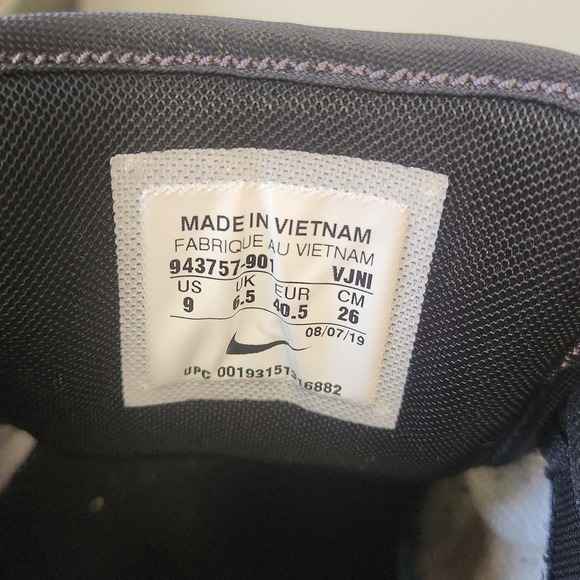 MADE IN VIETNAM
FABRIQUE AU VIETNAM
943757-901 VJNI
US UK EUR CM
9 6.5 40.5 26
08/07/19
UPC 00193151316882